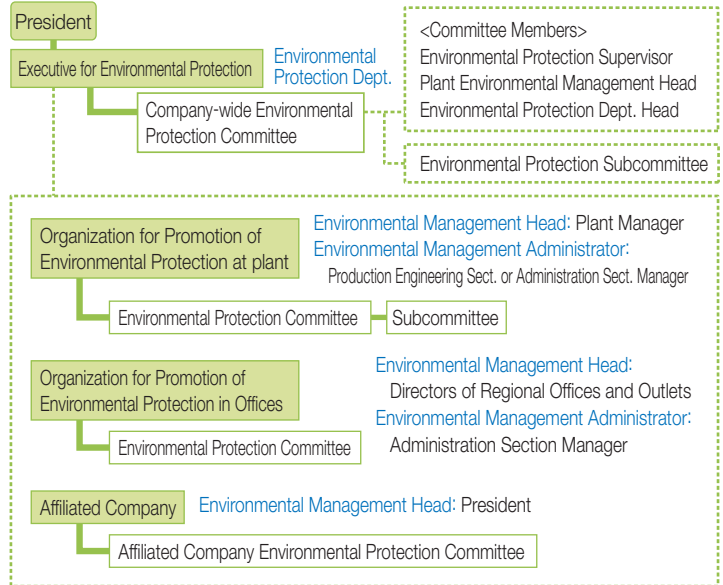 President
Executive for Environmental Protection
Environmental
Protection Dept.
Company-wide Environmental
Protection Committee
<Committee Members>
Environmental Protection Supervisor
Plant Environmental Management Head
Environmental Protection Dept. Head
Environmental Protection Subcommittee
Organization for Promotion of
Environmental Protection at plant
Environmental Management Head: Plant Manager
Environmental Management Administrator:
Production Engineering Sect. or Administration Sect. Manager
Environmental Protection Committee
Subcommittee
Organization for Promotion of
Environmental Protection in Offices
Environmental Management Head:
Directors of Regional Offices and Outlets
Environmental Management Administrator:
Administration Section Manager
Environmental Protection Committee
Affiliated Company
Environmental Management Head: President
Affiliated Company Environmental Protection Committee